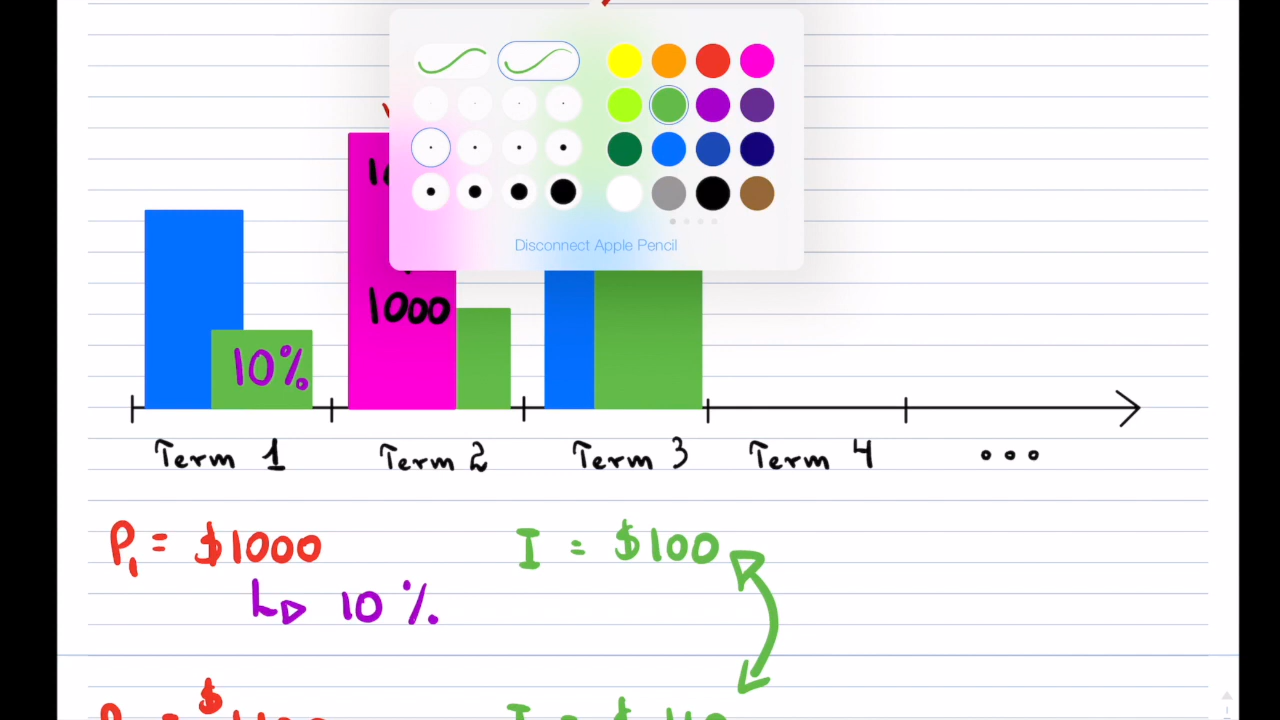 Disconnect Apple Pencil
1000
10%
Term 1 Term 2 Term 3 Term 4 ...
P₁ = $1000 I = $100
10%